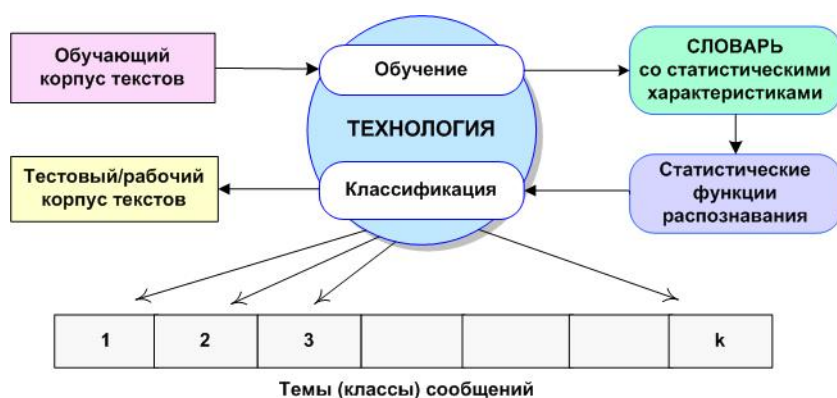 Обучающий
корпус текстов
Обучение
СЛОВАРЬ
со статистическими
характеристиками
ТЕХНОЛОГИЯ
Тестовый/рабочий
корпус текстов
Классификация
Статистические
функции
распознавания
1
2
3
k
Темы (классы) сообщений